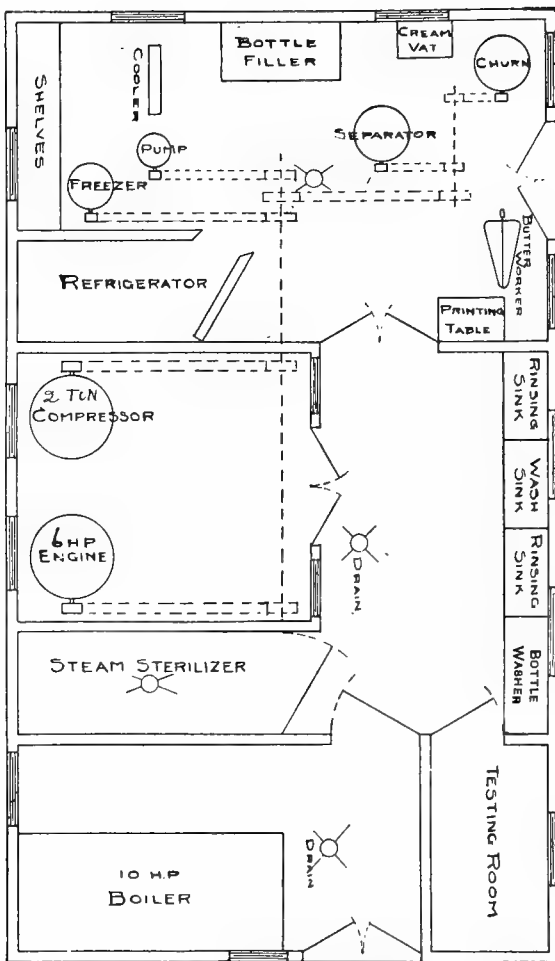 BOTTLE
FILLER
CREAM
VAT
CHURN
COOLER
SHELVES
PUMP
SEPARATOR
FREEZER
BUTTER
WORKER
REFRIGERATOR
PRINTING
TABLE
2 TON
COMPRESSOR
RINSING
SINK
WASH
SINK
6 HP
ENGINE
RINSING
SINK
DRAIN
BOTTLE
WASHER
STEAM STERILIZER
TESTING ROOM
DRAIN
10 H.P
BOILER